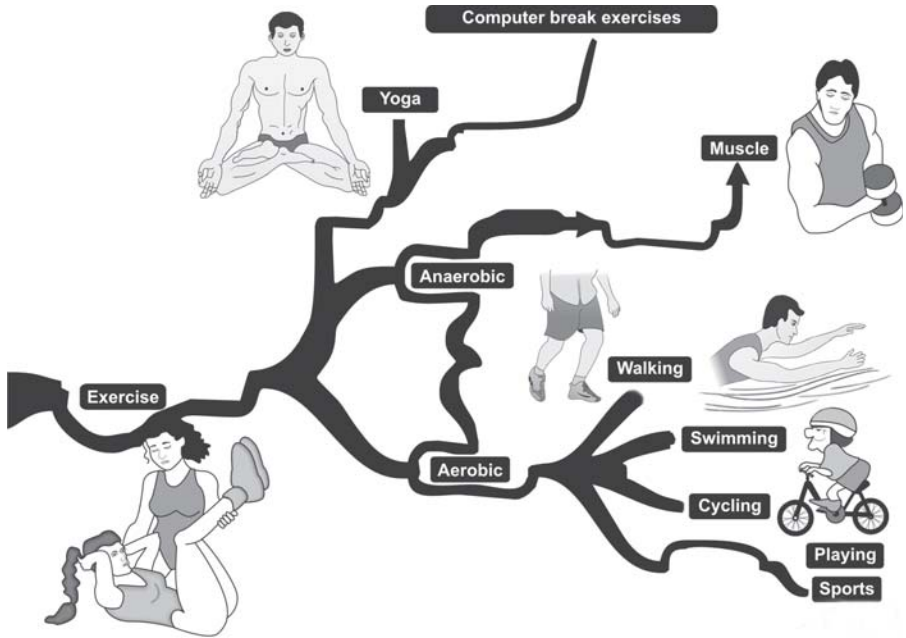 Computer break exercises
Yoga
Muscle
Anaerobic
Walking
Exercise
Swimming
Aerobic
Cycling
Playing
Sports